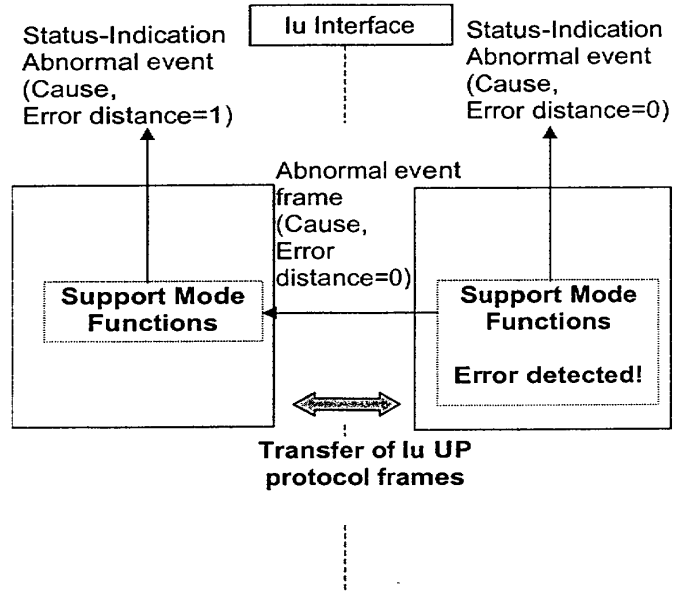 Iu Interface
Status-Indication
Abnormal event
(Cause,
Error distance=1)
Status-Indication
Abnormal event
(Cause,
Error distance=0)
Abnormal event
frame
(Cause,
Error
distance=0)
Support Mode
Functions
Support Mode
Functions
Error detected!
Transfer of Iu UP
protocol frames